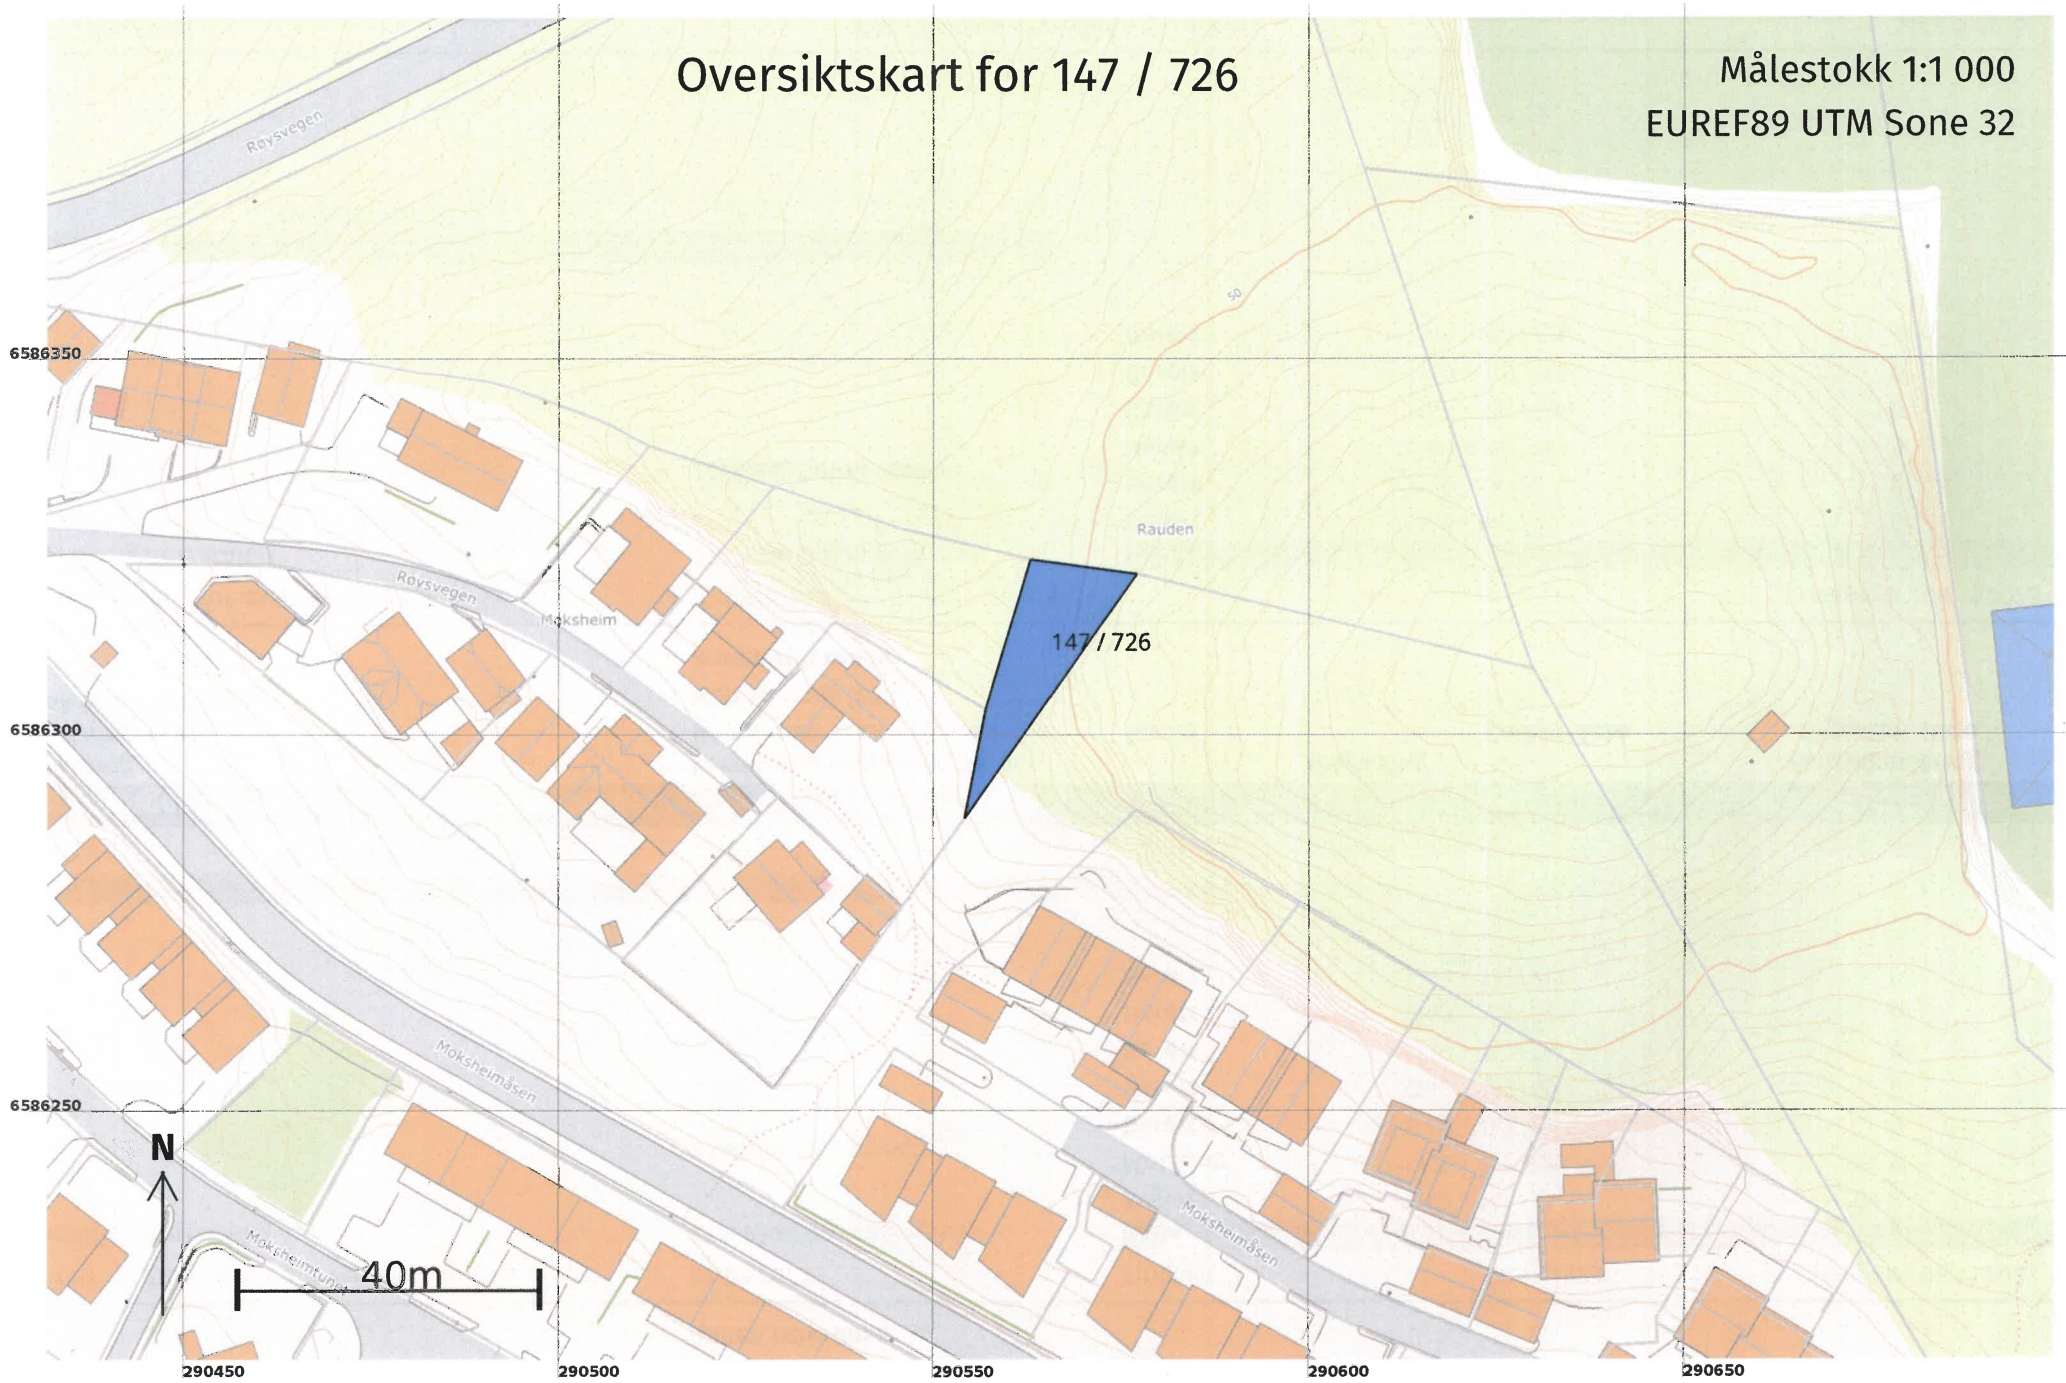 Oversiktskart for 147 / 726
Målestokk 1:1 000
EUREF89 UTM Sone 32
Røysvegen
50
6586350
Rauden
Røysvegen
Moksheim
147 / 726
6586300
Moksheimåsen
6586250
N
Moksheimåsen
Moksheimtunet
40m
290450
290500
290550
290600
290650